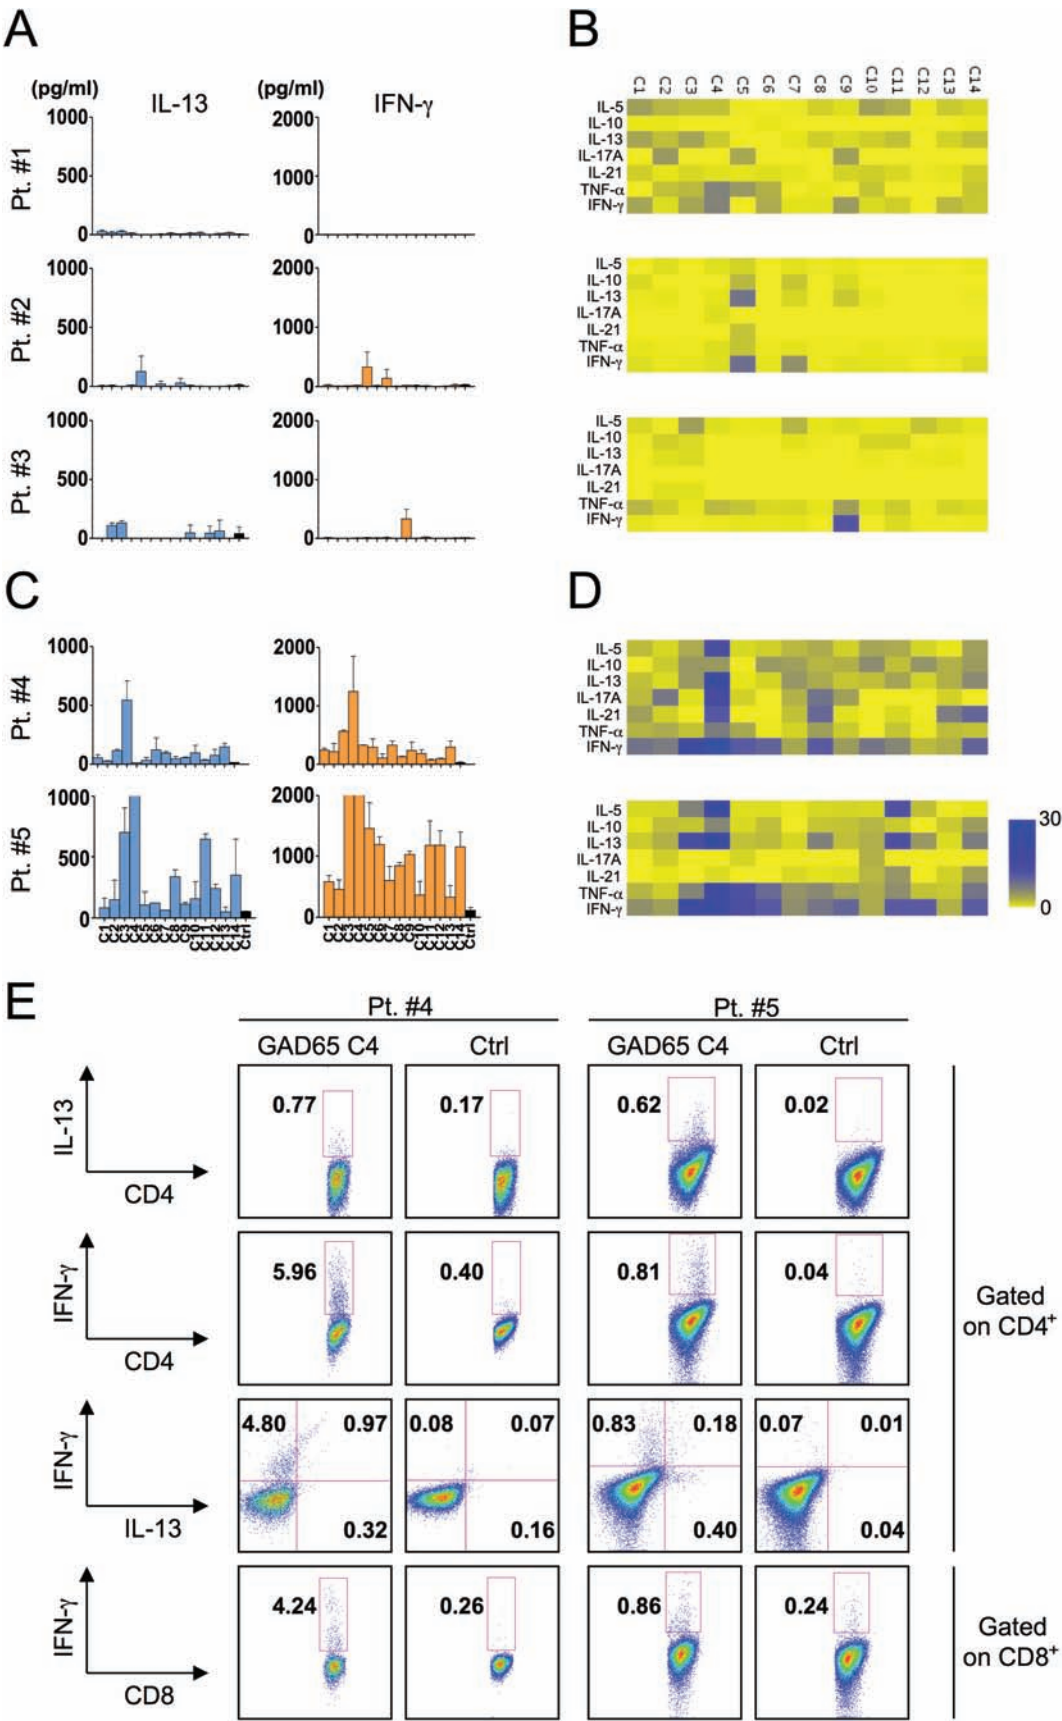 A
B
(pg/ml) IL-13 (pg/ml) IFN-γ
C1 C2 C3 C4 C5 C6 C7 C8 C9 C10 C11 C12 C13 C14
Pt. #1
1000
500
0
2000
1000
0
IL-5
IL-10
IL-13
IL-17A
IL-21
TNF-α
IFN-γ
Pt. #2
1000
500
0
2000
1000
0
IL-5
IL-10
IL-13
IL-17A
IL-21
TNF-α
IFN-γ
Pt. #3
1000
500
0
2000
1000
0
IL-5
IL-10
IL-13
IL-17A
IL-21
TNF-α
IFN-γ
C
D
Pt. #4
1000
500
0
2000
1000
0
IL-5
IL-10
IL-13
IL-17A
IL-21
TNF-α
IFN-γ
Pt. #5
1000
500
0
2000
1000
0
C1 C2 C3 C4 C5 C6 C7 C8 C9 C10 C11 C12 C13 C14 Ctrl
C1 C2 C3 C4 C5 C6 C7 C8 C9 C10 C11 C12 C13 C14 Ctrl
IL-5
IL-10
IL-13
IL-17A
IL-21
TNF-α
IFN-γ
30
0
E
Pt. #4 Pt. #5
GAD65 C4 Ctrl GAD65 C4 Ctrl
IL-13
CD4
0.77 0.17 0.62 0.02
IFN-γ
CD4
5.96 0.40 0.81 0.04
Gated
on CD4+
IFN-γ
IL-13
4.80 0.97 0.08 0.07 0.83 0.18 0.07 0.01
0.32 0.16 0.40 0.04
IFN-γ
CD8
4.24 0.26 0.86 0.24
Gated
on CD8+